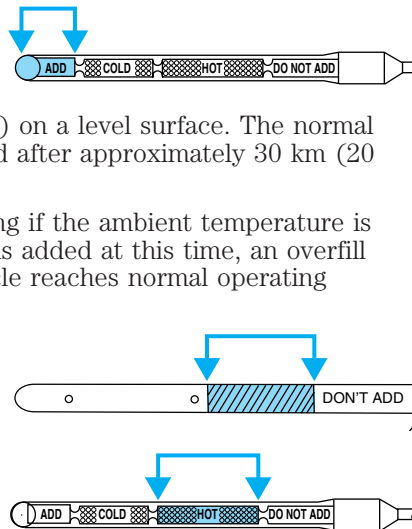 ADD COLD HOT DO NOT ADD
) on a level surface. The normal
d after approximately 30 km (20
ng if the ambient temperature is
is added at this time, an overfill
cle reaches normal operating
DON'T ADD
ADD COLD HOT DO NOT ADD